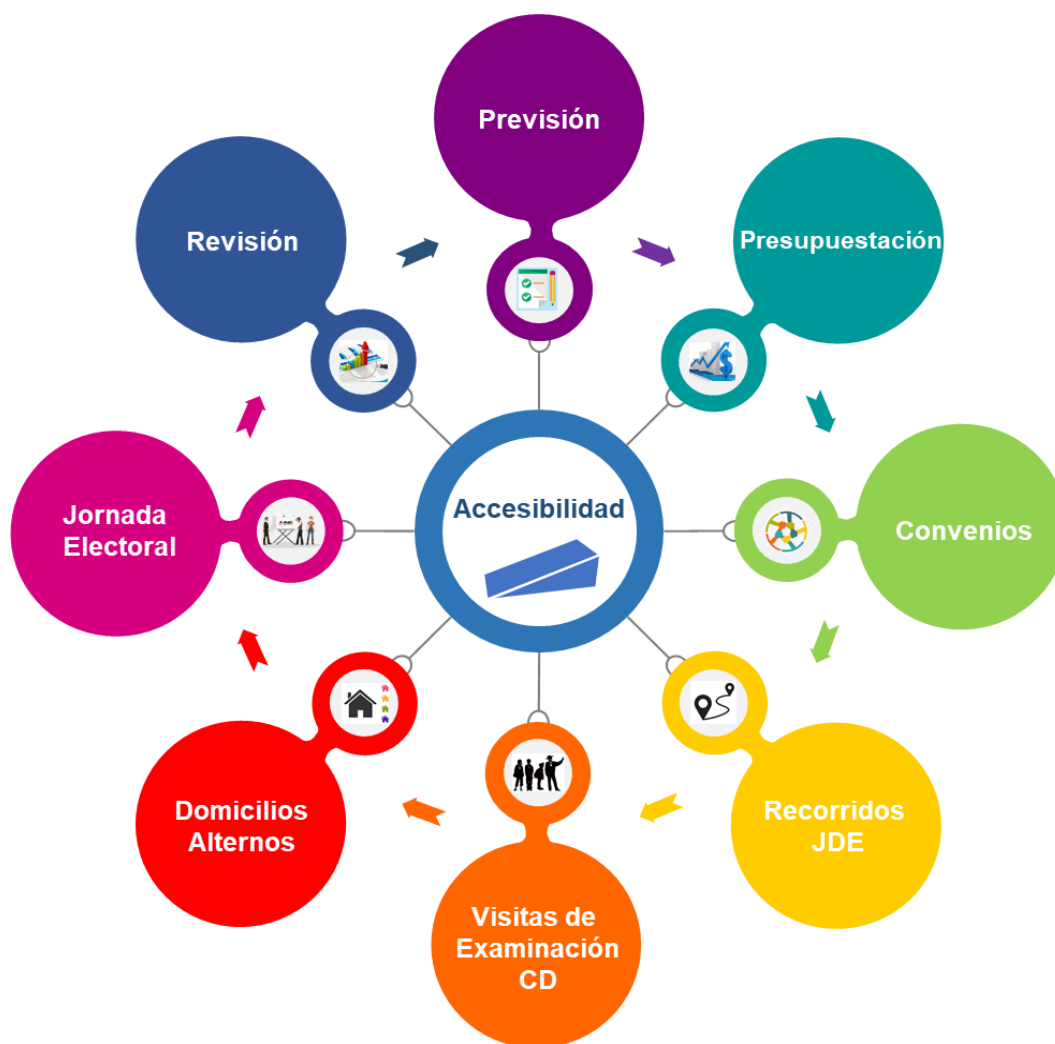 Previsión
Presupuestación
Convenios
Recorridos
JDE
Visitas de
Examinación
CD
Domicilios
Alternos
Jornada
Electoral
Revisión
Accesibilidad